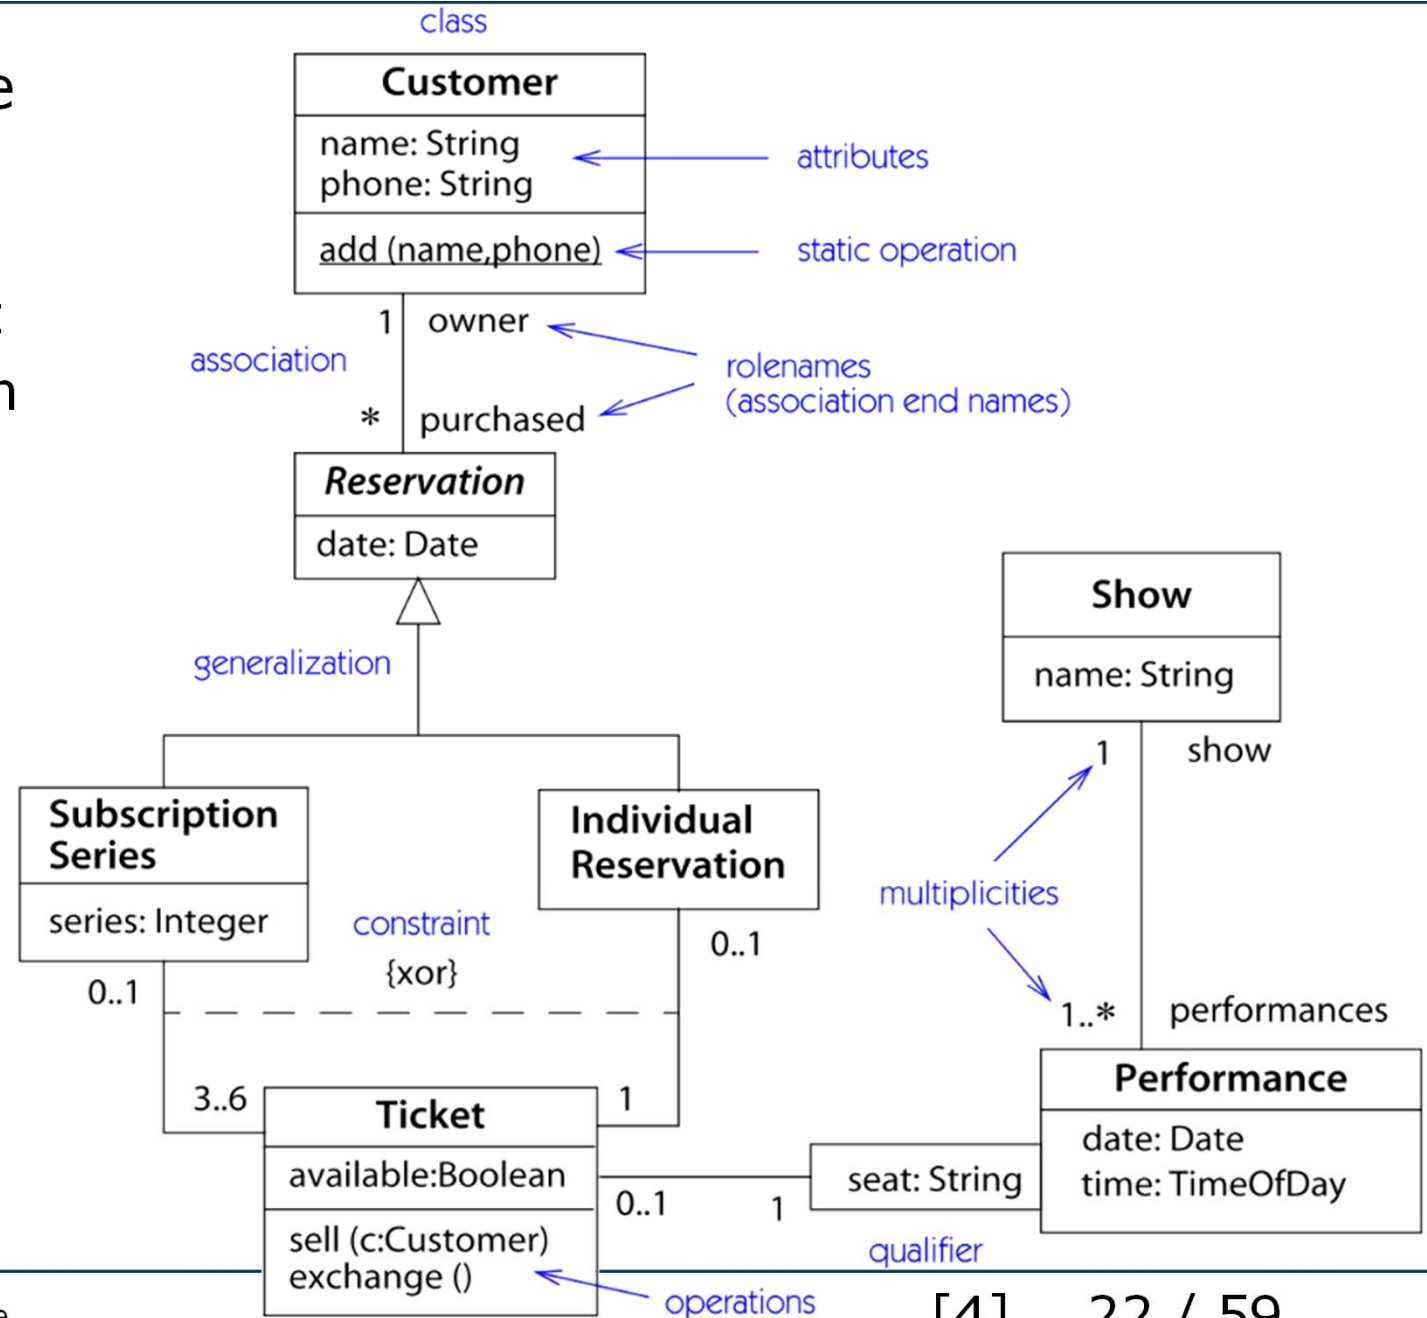 class
Customer
name: String
phone: String
attributes
add (name,phone)
static operation
1 owner
association
rolenames
(association end names)
* purchased
Reservation
date: Date
generalization
Show
name: String
1 show
Subscription
Series
series: Integer
Individual
Reservation
multiplicities
constraint
{xor}
0..1
0..1
1..* performances
3..6
1
Ticket
available:Boolean
sell (c:Customer)
exchange ()
operations
0..1
1
seat: String
qualifier
Performance
date: Date
time: TimeOfDay
[4] 22 / 59